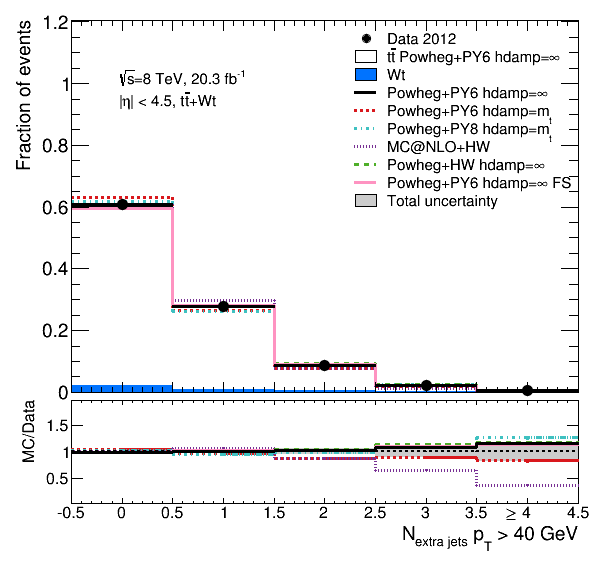 Fraction of events
1.2
1
0.8
0.6
0.4
0.2
0
√s=8 TeV, 20.3 fb⁻¹
|η| < 4.5, tt̄+Wt
Data 2012
tt̄ Powheg+PY6 hdamp=∞
Wt
Powheg+PY6 hdamp=∞
Powheg+PY6 hdamp=mₜ
Powheg+PY8 hdamp=mₜ
MC@NLO+HW
Powheg+HW hdamp=∞
Powheg+PY6 hdamp=∞ FS
Total uncertainty
MC/Data
1.5
1
0.5
-0.5 0 0.5 1 1.5 2 2.5 3 3.5 ≥ 4 4.5
N extra jets p T > 40 GeV